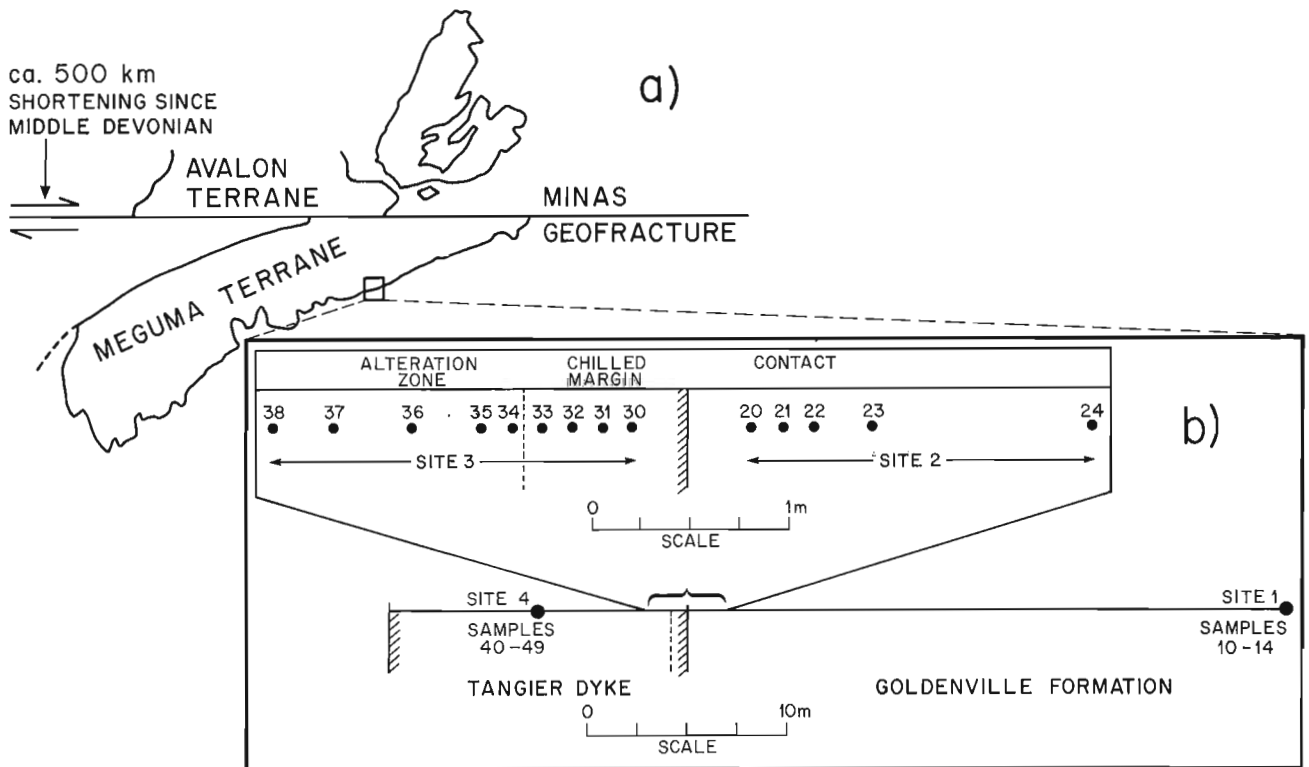 ca. 500 km
SHORTENING SINCE
MIDDLE DEVONIAN
a)
AVALON
TERRANE
MINAS
GEOFRACTURE
MEGUMA TERRANE
b)
ALTERATION
ZONE
CHILLED
MARGIN
CONTACT
38 37 36 35 34 33 32 31 30 20 21 22 23 24
SITE 3
SITE 2
0 1m
SCALE
SITE 4
SAMPLES
40-49
SITE 1
SAMPLES
10-14
TANGIER DYKE
GOLDENVILLE FORMATION
0 10m
SCALE